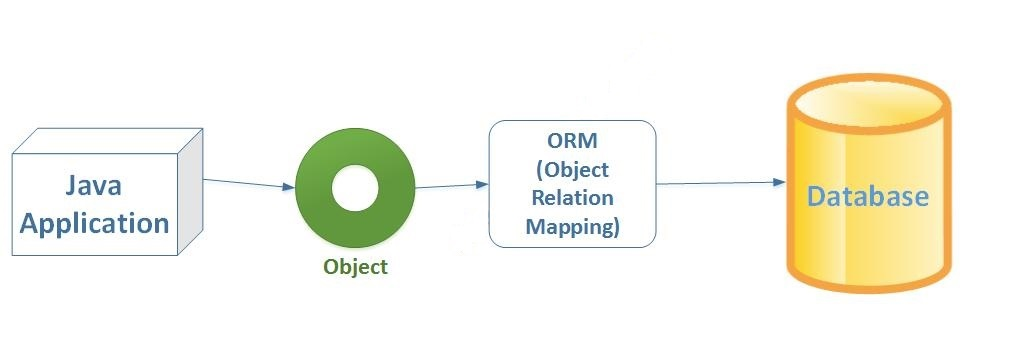 Java
Application
Object
ORM
(Object
Relation
Mapping)
Database